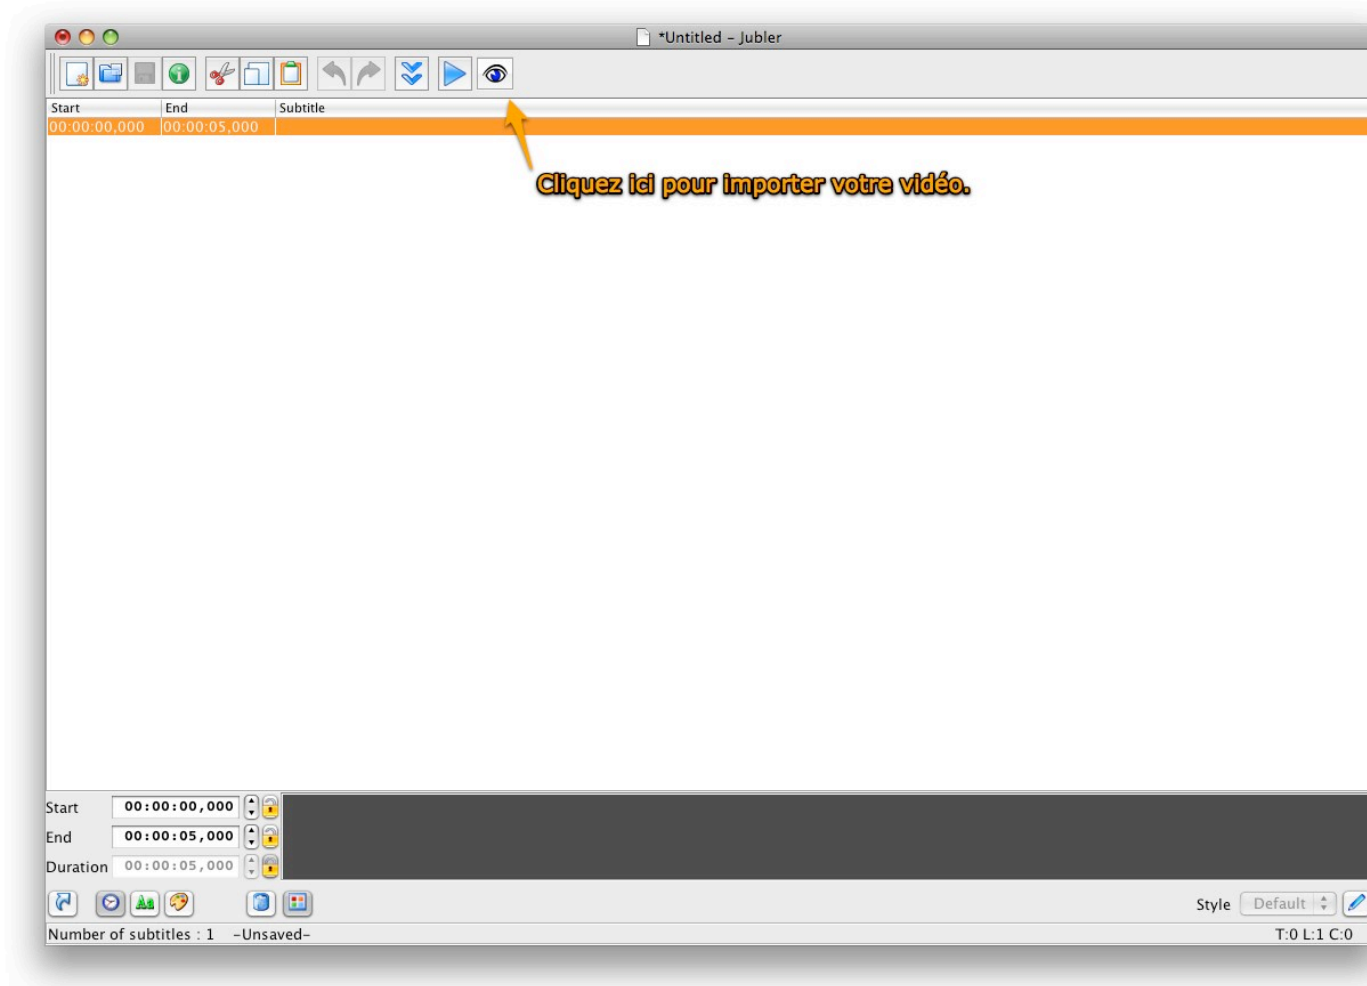 *Untitled – Jubler
Start End Subtitle
00:00:00,000 00:00:05,000
Cliquez ici pour importer votre vidéo.
Start 00:00:00,000
End 00:00:05,000
Duration 00:00:05,000
Aa
Style Default
Number of subtitles : 1 –Unsaved–
T:0 L:1 C:0